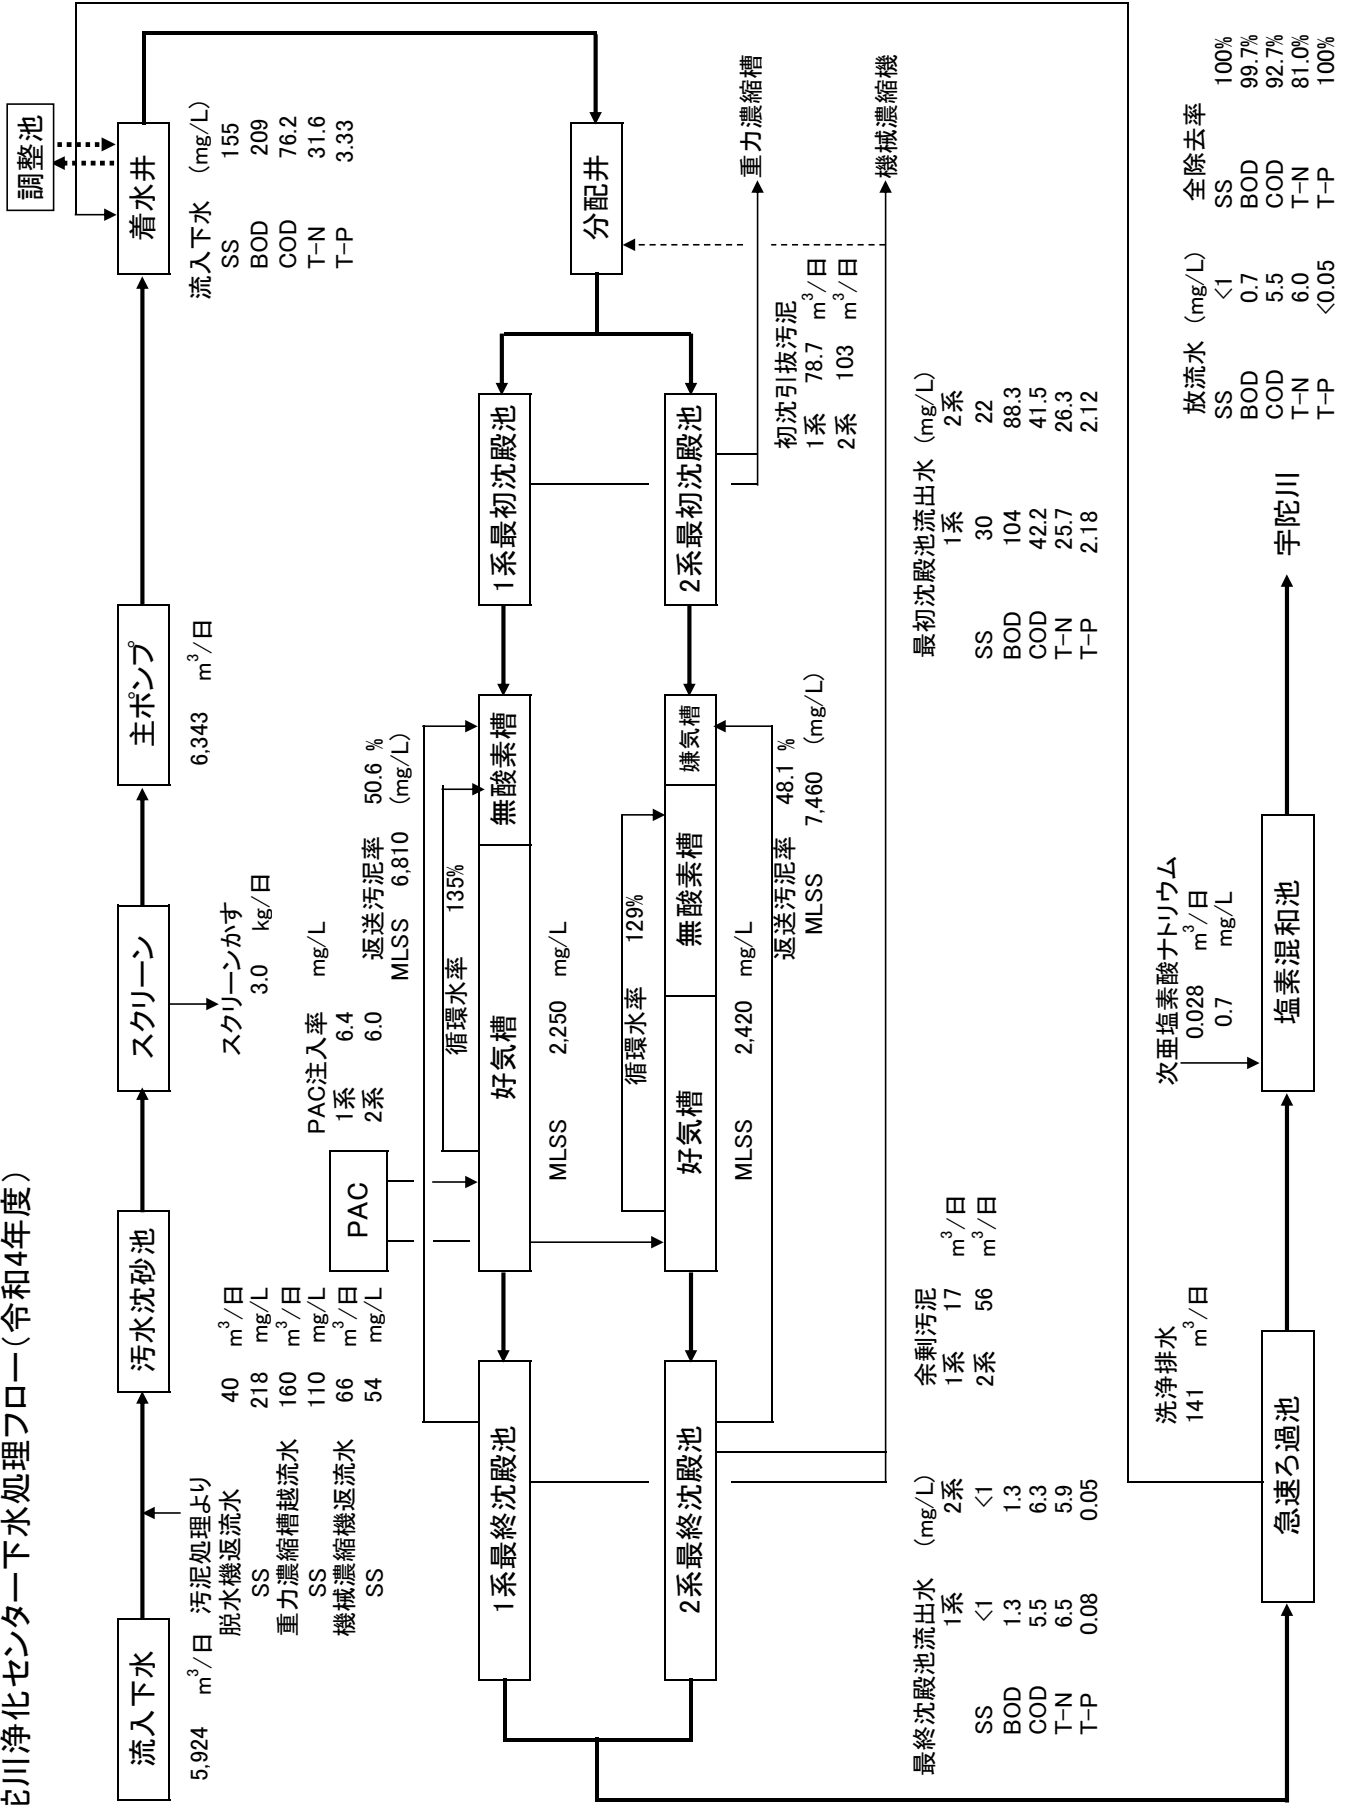 陀川浄化センター下水処理フロー(令和4年度)
流入下水
汚水沈砂池
スクリーン
主ポンプ
着水井
調整池
5,924 m³/日
汚泥処理より
脱水機返流水 40 m³/日
SS 218 mg/L
重力濃縮槽越流水 160 m³/日
SS 110 mg/L
機械濃縮機返流水 66 m³/日
SS 54 mg/L
スクリーンかす
3.0 kg/日
6,343 m³/日
流入下水 (mg/L)
SS 155
BOD 209
COD 76.2
T-N 31.6
T-P 3.33
PAC
PAC注入率
1系 6.4 mg/L
2系 6.0
返送汚泥率 50.6 %
MLSS 6,810 (mg/L)
循環水率 135%
1系最終沈殿池
好気槽
無酸素槽
1系最初沈殿池
分配井
MLSS 2,250 mg/L
循環水率 129%
2系最終沈殿池
好気槽
無酸素槽
嫌気槽
2系最初沈殿池
MLSS 2,420 mg/L
返送汚泥率 48.1 %
MLSS 7,460 (mg/L)
重力濃縮槽
初沈引抜汚泥
1系 78.7 m³/日
2系 103 m³/日
機械濃縮機
最終沈殿池流出水 (mg/L)
1系 2系
SS <1 <1
BOD 1.3 1.3
COD 5.5 6.3
T-N 6.5 5.9
T-P 0.08 0.05
余剰汚泥
1系 17 m³/日
2系 56 m³/日
最初沈殿池流出水 (mg/L)
1系 2系
SS 30 22
BOD 104 88.3
COD 42.2 41.5
T-N 25.7 26.3
T-P 2.18 2.12
洗浄排水
141 m³/日
次亜塩素酸ナトリウム
0.028 m³/日
0.7 mg/L
急速ろ過池
塩素混和池
宇陀川
放流水 (mg/L) 全除去率
SS <1 SS 100%
BOD 0.7 BOD 99.7%
COD 5.5 COD 92.7%
T-N 6.0 T-N 81.0%
T-P <0.05 T-P 100%